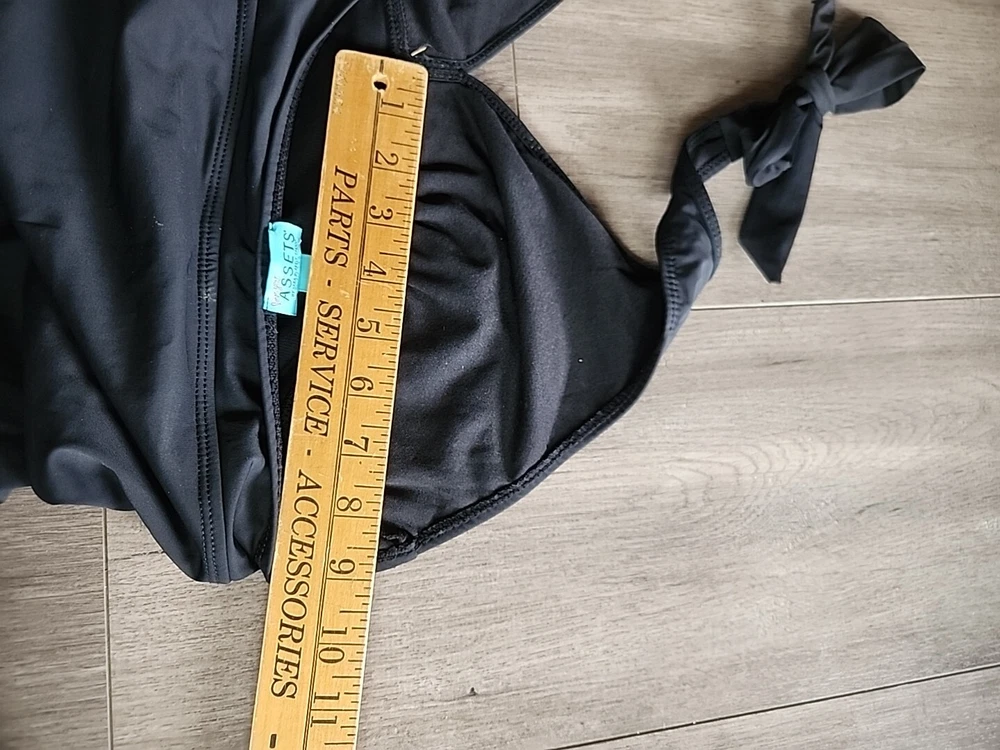 1 2 3 4 5 6 7 8 9 10 11
PARTS - SERVICE - ACCESSORIES -
ASSETS